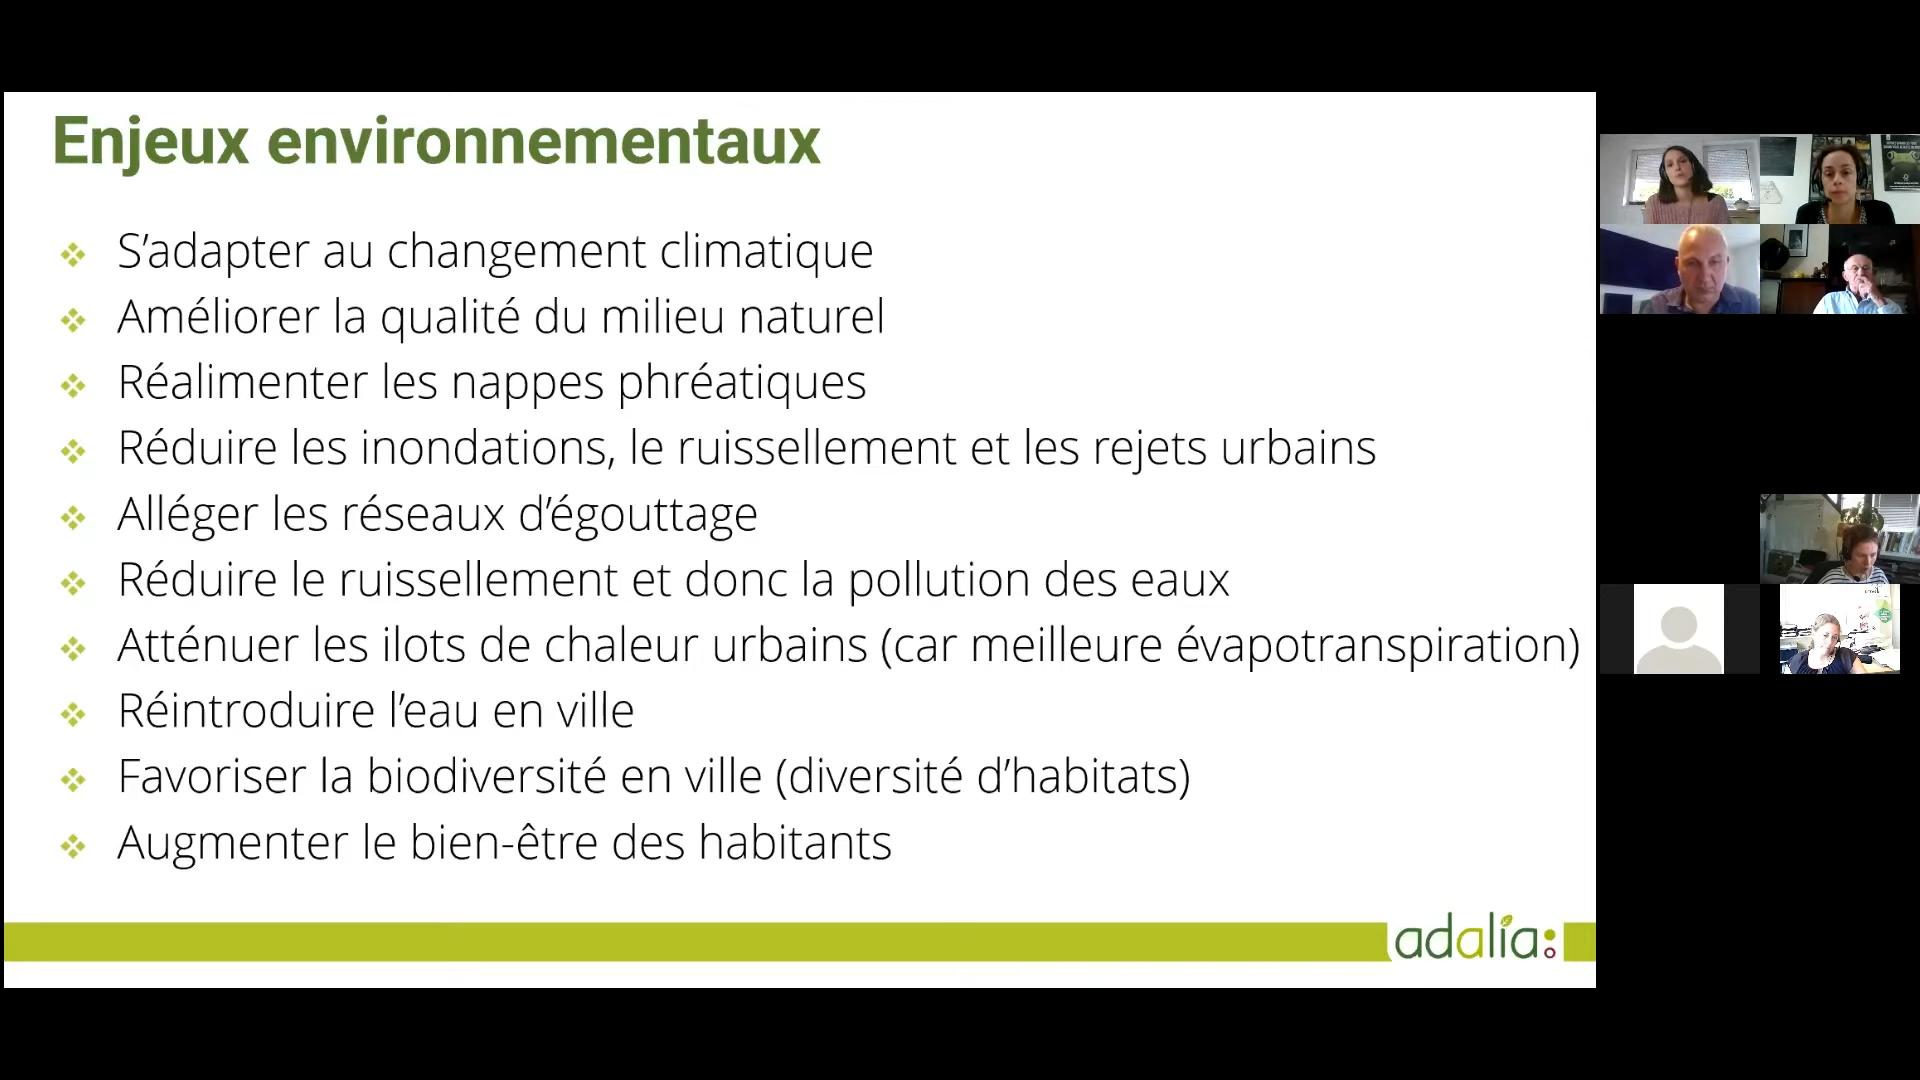 Enjeux environnementaux
S’adapter au changement climatique
Améliorer la qualité du milieu naturel
Réalimenter les nappes phréatiques
Réduire les inondations, le ruissellement et les rejets urbains
Alléger les réseaux d’égouttage
Réduire le ruissellement et donc la pollution des eaux
Atténuer les ilots de chaleur urbains (car meilleure évapotranspiration)
Réintroduire l’eau en ville
Favoriser la biodiversité en ville (diversité d’habitats)
Augmenter le bien-être des habitants
adalia